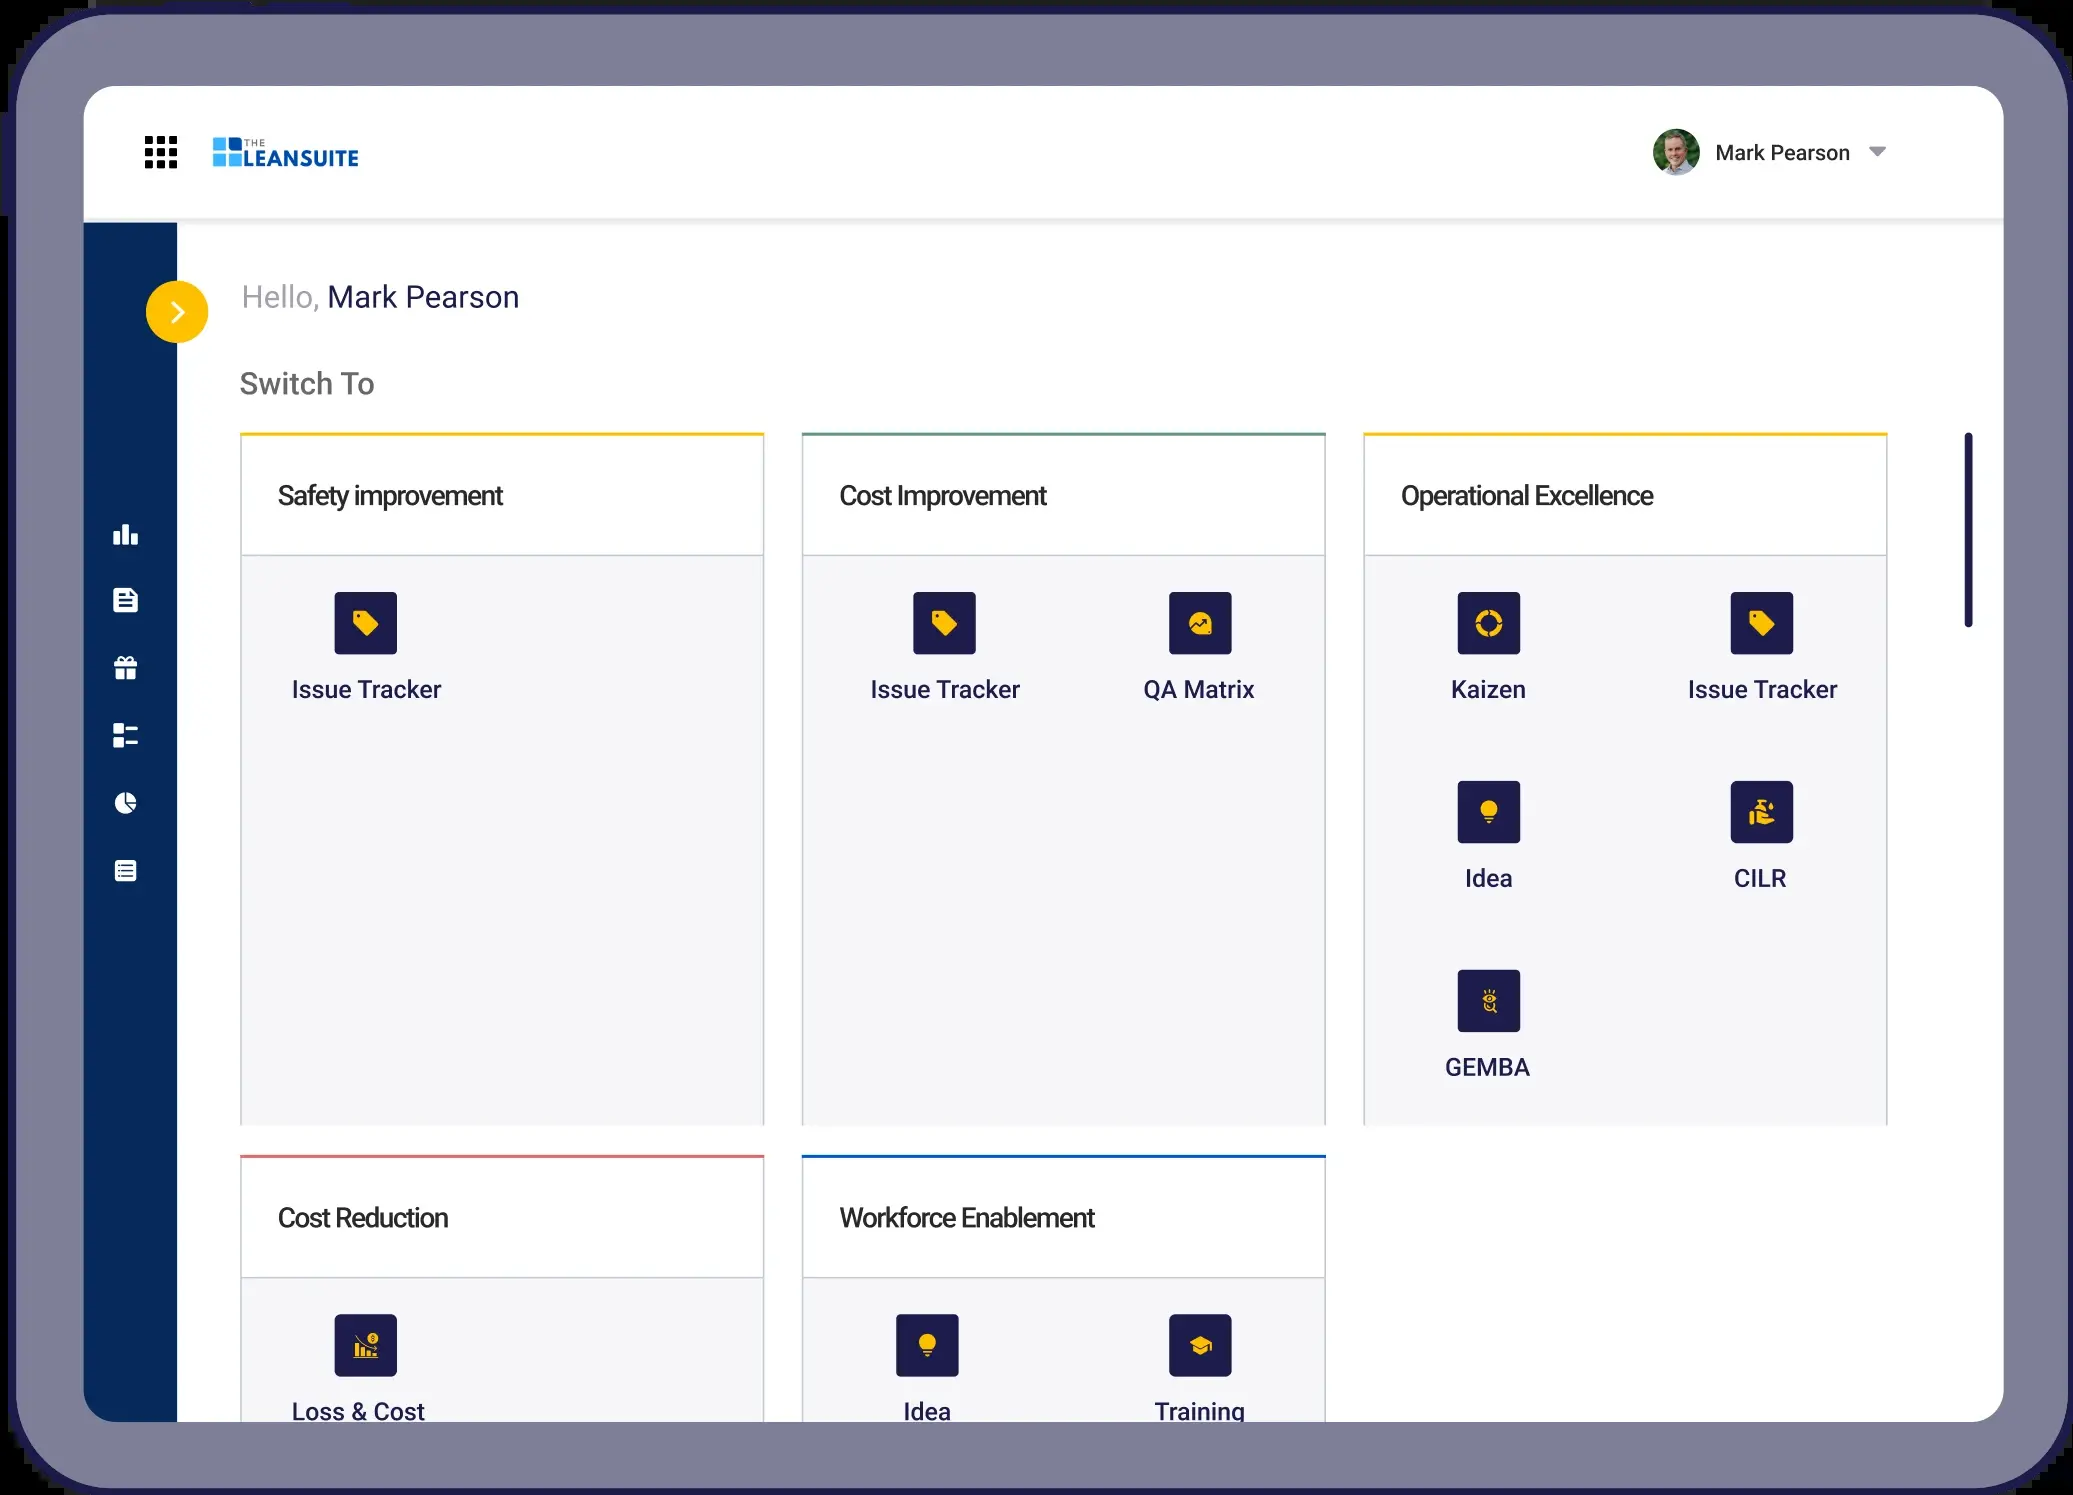 THE
LEANSUITE
Mark Pearson
Hello, Mark Pearson
Switch To
Safety improvement
Cost Improvement
Operational Excellence
Issue Tracker
Issue Tracker
QA Matrix
Kaizen
Issue Tracker
Idea
CILR
GEMBA
Cost Reduction
Workforce Enablement
Loss & Cost
Idea
Training